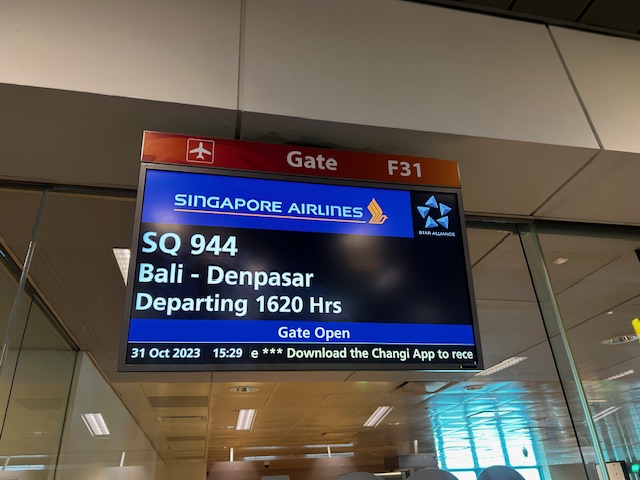 Gate F31
SINGAPORE AIRLINES
STAR ALLIANCE
SQ 944
Bali - Denpasar
Departing 1620 Hrs
Gate Open
31 Oct 2023 15:29 e *** Download the Changi App to rece